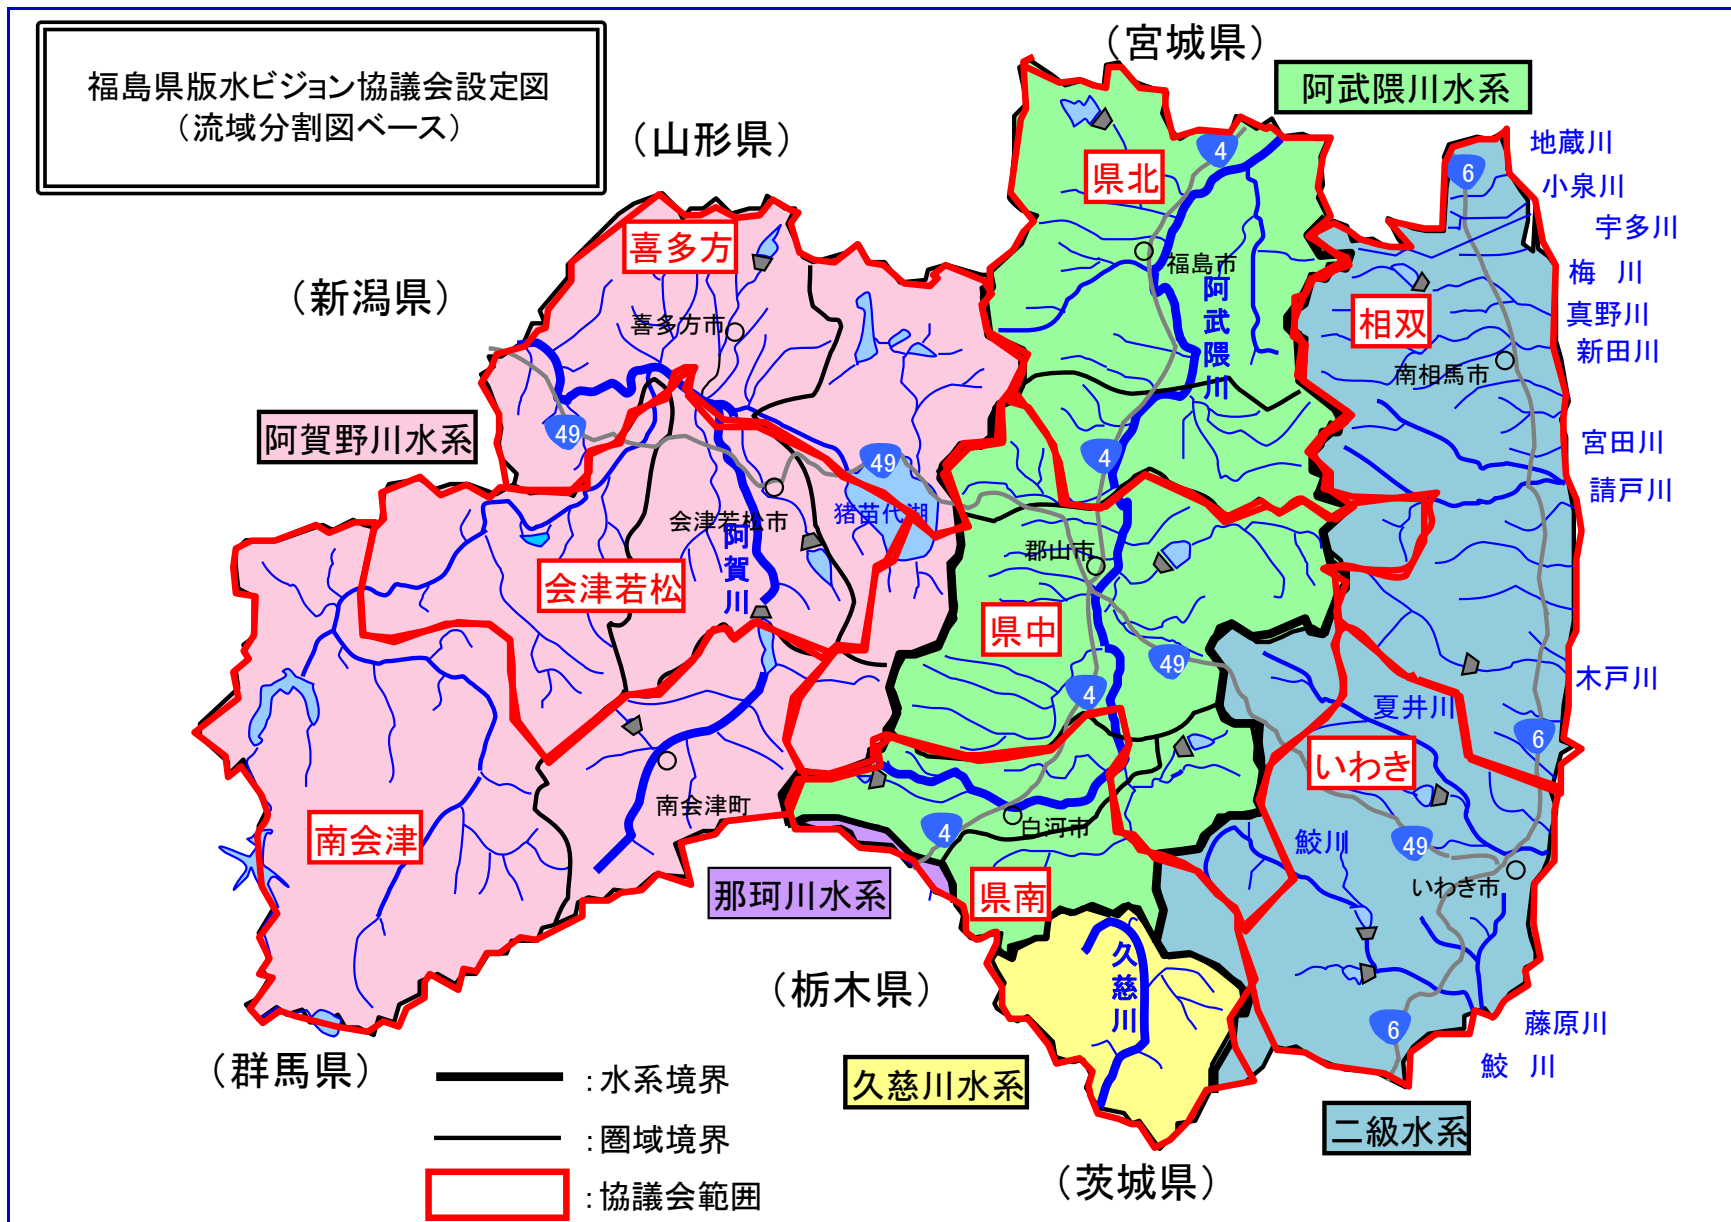 福島県版水ビジョン協議会設定図
（流域分割図ベース）
（宮城県）
（山形県）
（新潟県）
阿武隈川水系
県北
4
6
地蔵川
小泉川
宇多川
梅 川
真野川
新田川
宮田川
請戸川
木戸川
喜多方
喜多方市
福島市
阿武隈川
相双
南相馬市
阿賀野川水系
49
49
4
会津若松市
猪苗代湖
阿賀川
会津若松
郡山市
県中
49
4
夏井川
6
いわき
南会津町
南会津
白河市
4
鮫川
49
いわき市
那珂川水系
県南
久慈川
（栃木県）
6
藤原川
鮫 川
（群馬県）
久慈川水系
二級水系
（茨城県）
：水系境界
：圏域境界
：協議会範囲